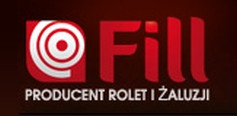 Fill
PRODUCENT ROLET I ŻALUZJI